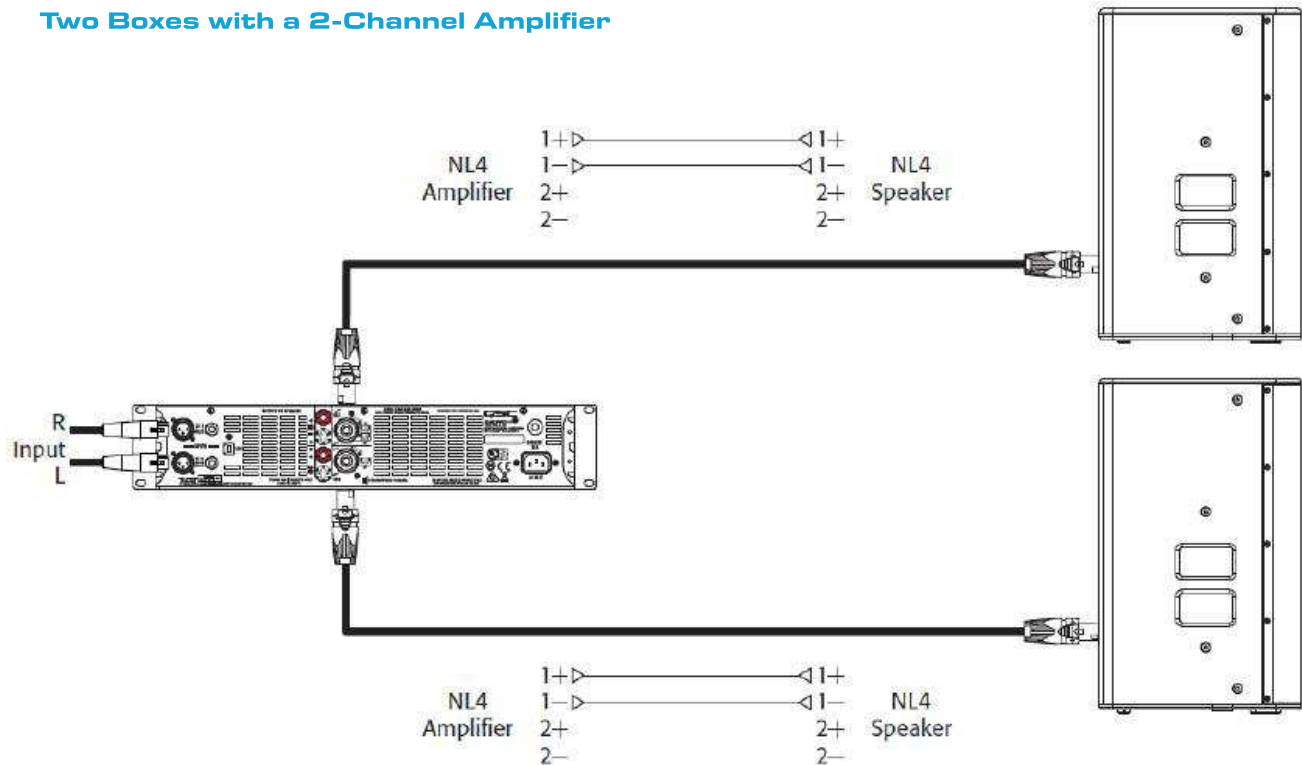 Two Boxes with a 2-Channel Amplifier
1+ 1+
NL4 1— 1— NL4
Amplifier 2+ 2+ Speaker
2— 2—
R
Input
L
1+ 1+
NL4 1— 1— NL4
Amplifier 2+ 2+ Speaker
2— 2—